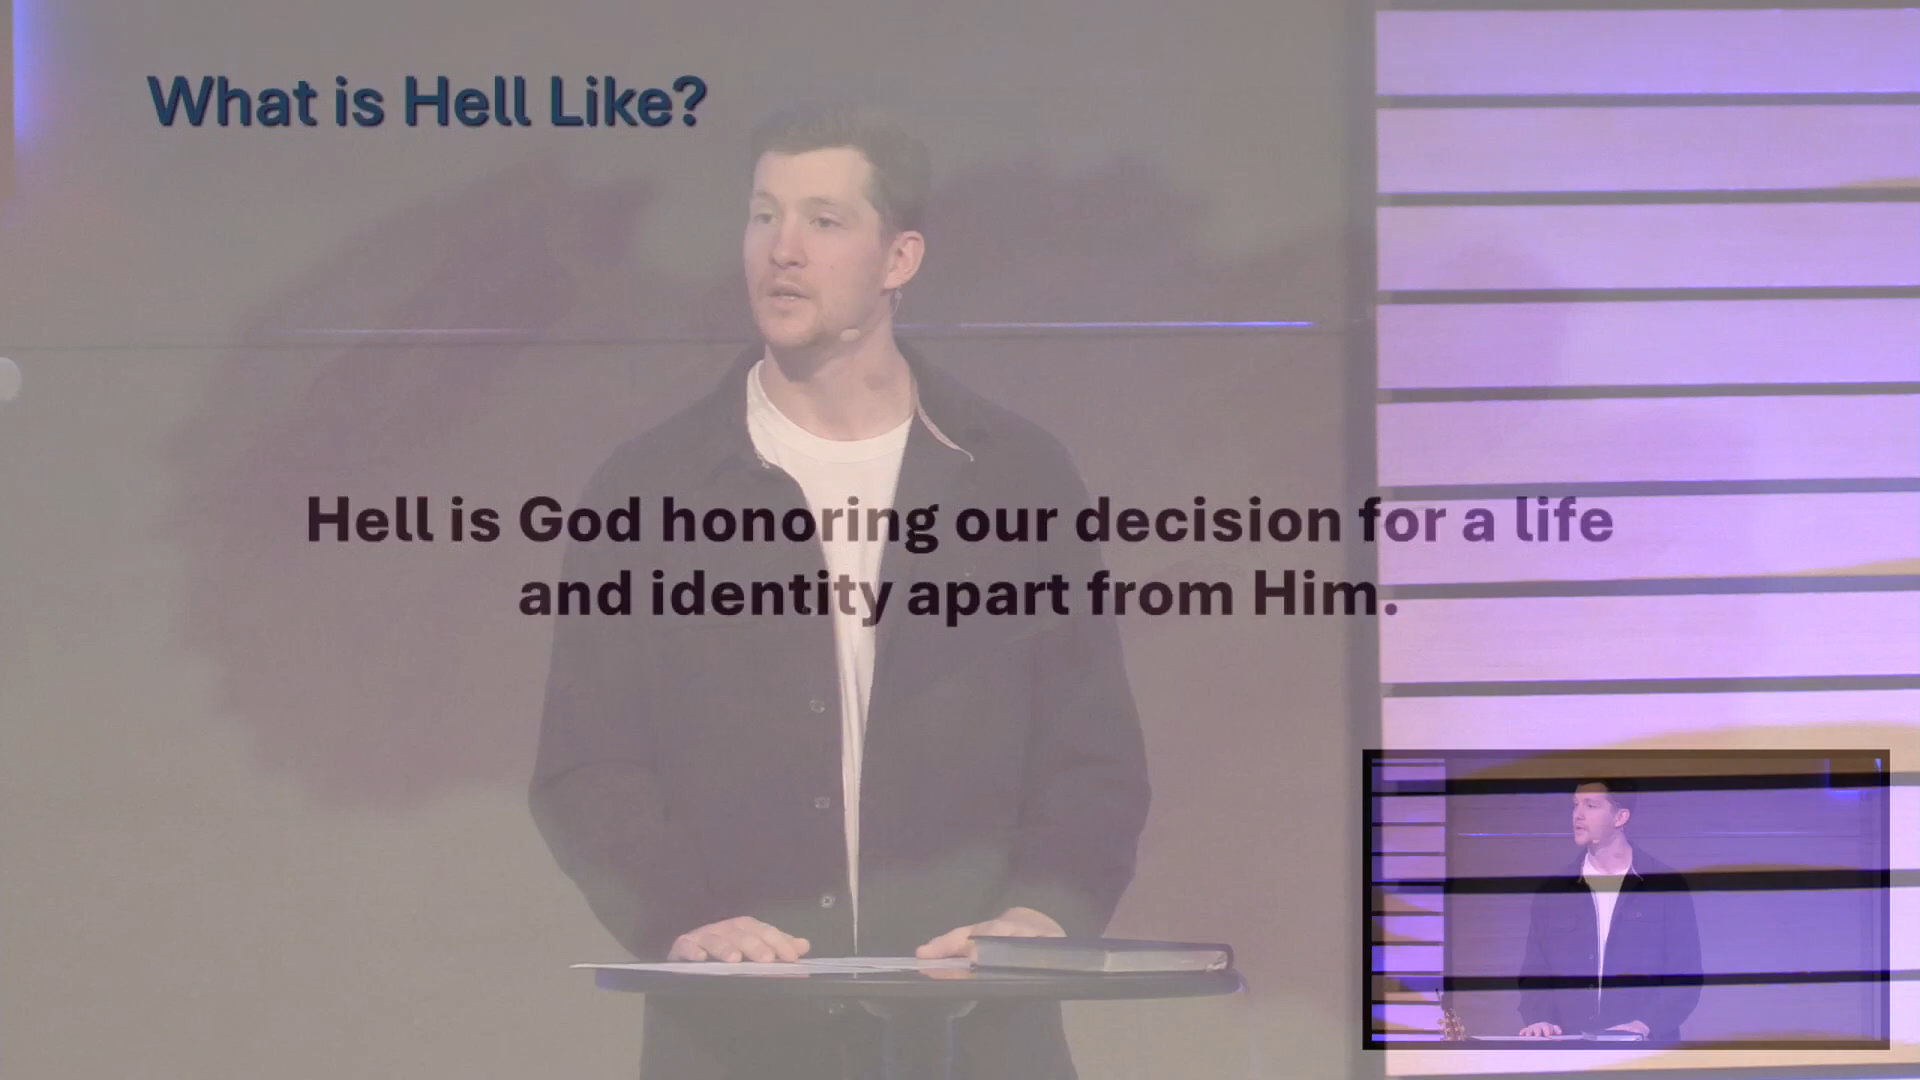 What is Hell Like?
Hell is God honoring our decision for a life
and identity apart from Him.